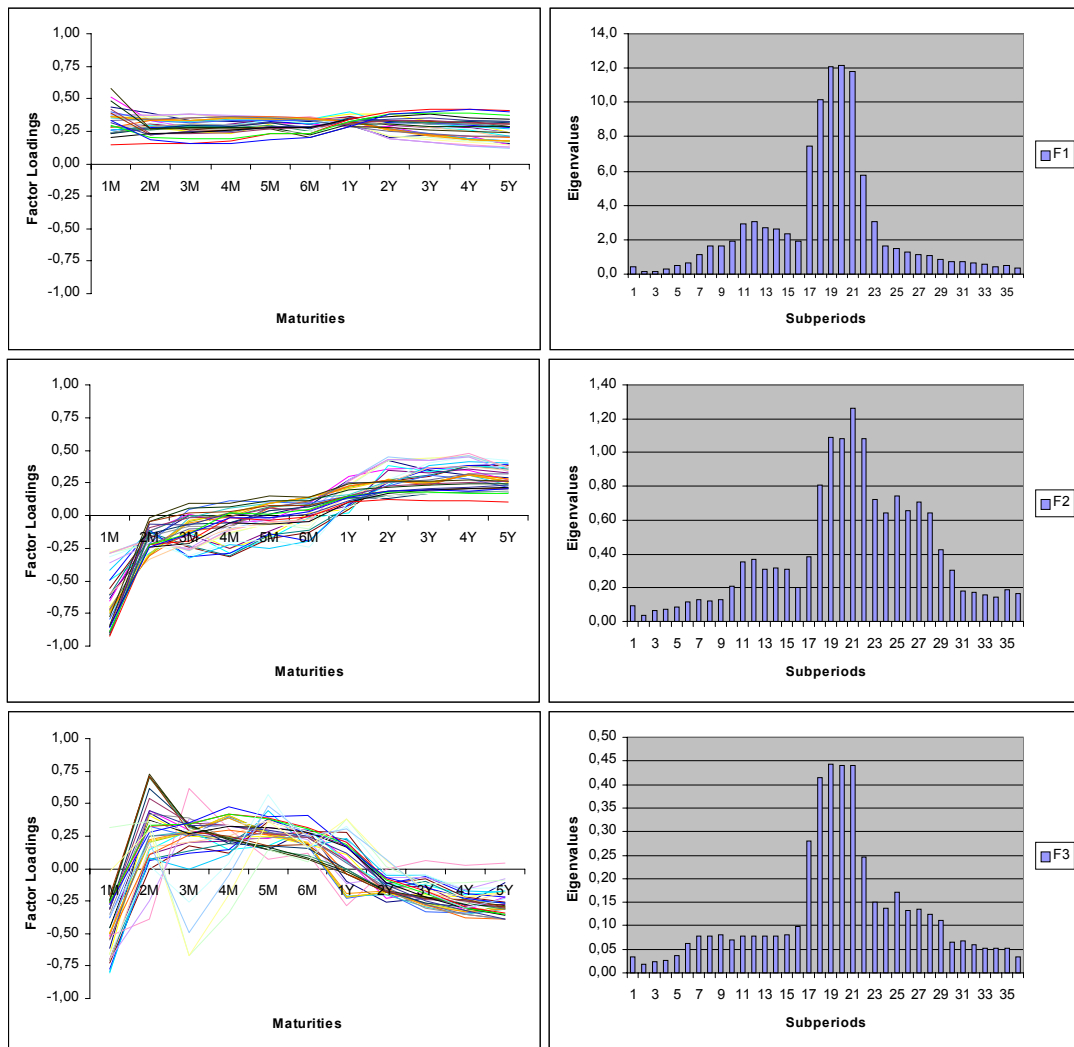 1,00
0,75
0,50
0,25
0,00
-0,25
-0,50
-0,75
-1,00
Factor Loadings
1M 2M 3M 4M 5M 6M 1Y 2Y 3Y 4Y 5Y
Maturities
14,0
12,0
10,0
8,0
6,0
4,0
2,0
0,0
Eigenvalues
1 3 5 7 9 11 13 15 17 19 21 23 25 27 29 31 33 35
Subperiods
F1
1,00
0,75
0,50
0,25
0,00
-0,25
-0,50
-0,75
-1,00
Factor Loadings
1M 2M 3M 4M 5M 6M 1Y 2Y 3Y 4Y 5Y
Maturities
1,40
1,20
1,00
0,80
0,60
0,40
0,20
0,00
Eigenvalues
1 3 5 7 9 11 13 15 17 19 21 23 25 27 29 31 33 35
Subperiods
F2
1,00
0,75
0,50
0,25
0,00
-0,25
-0,50
-0,75
-1,00
Factor Loadings
1M 2M 3M 4M 5M 6M 1Y 2Y 3Y 4Y 5Y
Maturities
0,50
0,45
0,40
0,35
0,30
0,25
0,20
0,15
0,10
0,05
0,00
Eigenvalues
1 3 5 7 9 11 13 15 17 19 21 23 25 27 29 31 33 35
Subperiods
F3